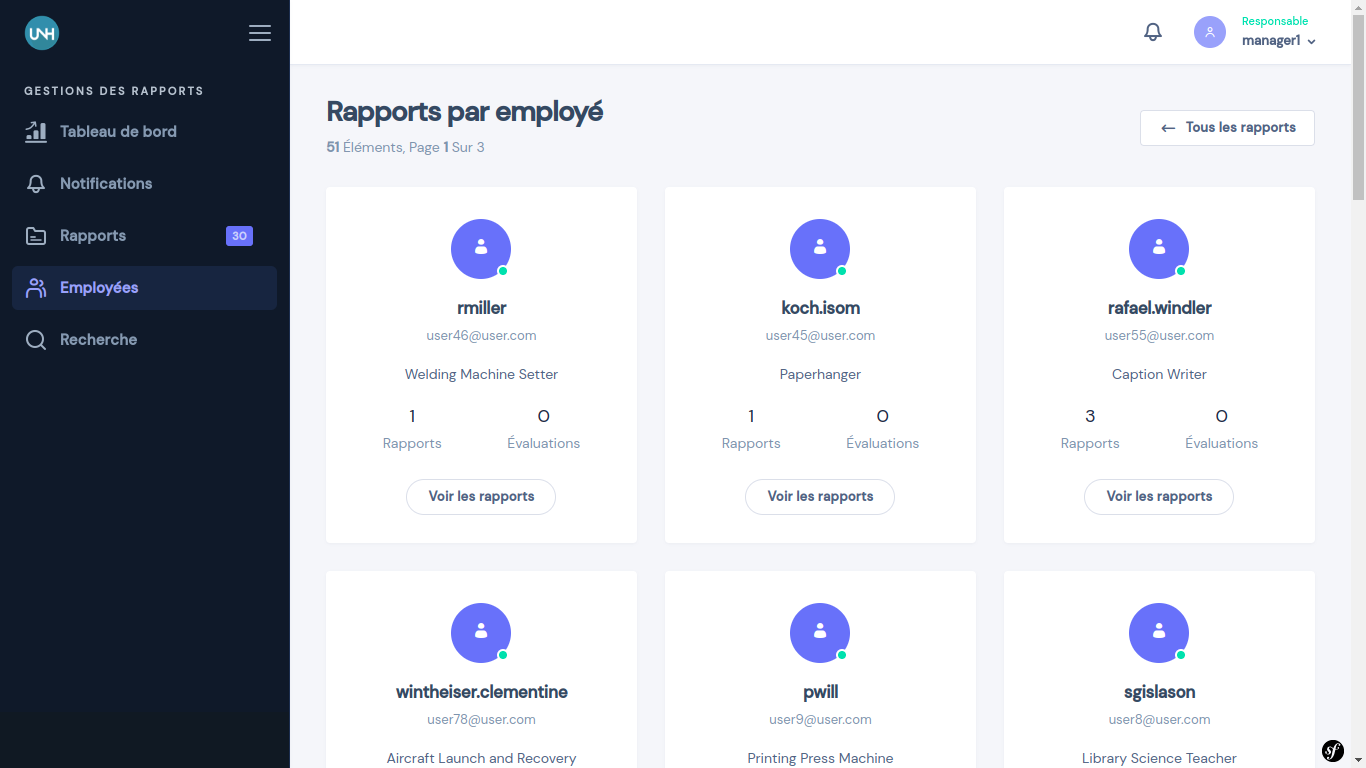 UNH
GESTIONS DES RAPPORTS
Tableau de bord
Notifications
Rapports 30
Employées
Recherche
Responsable
manager1
Rapports par employé
51 Éléments, Page 1 Sur 3
← Tous les rapports
rmiller
user46@user.com
Welding Machine Setter
1 0
Rapports Évaluations
Voir les rapports
koch.isom
user45@user.com
Paperhanger
1 0
Rapports Évaluations
Voir les rapports
rafael.windler
user55@user.com
Caption Writer
3 0
Rapports Évaluations
Voir les rapports
wintheiser.clementine
user78@user.com
Aircraft Launch and Recovery
pwill
user9@user.com
Printing Press Machine
sgislason
user8@user.com
Library Science Teacher
sf